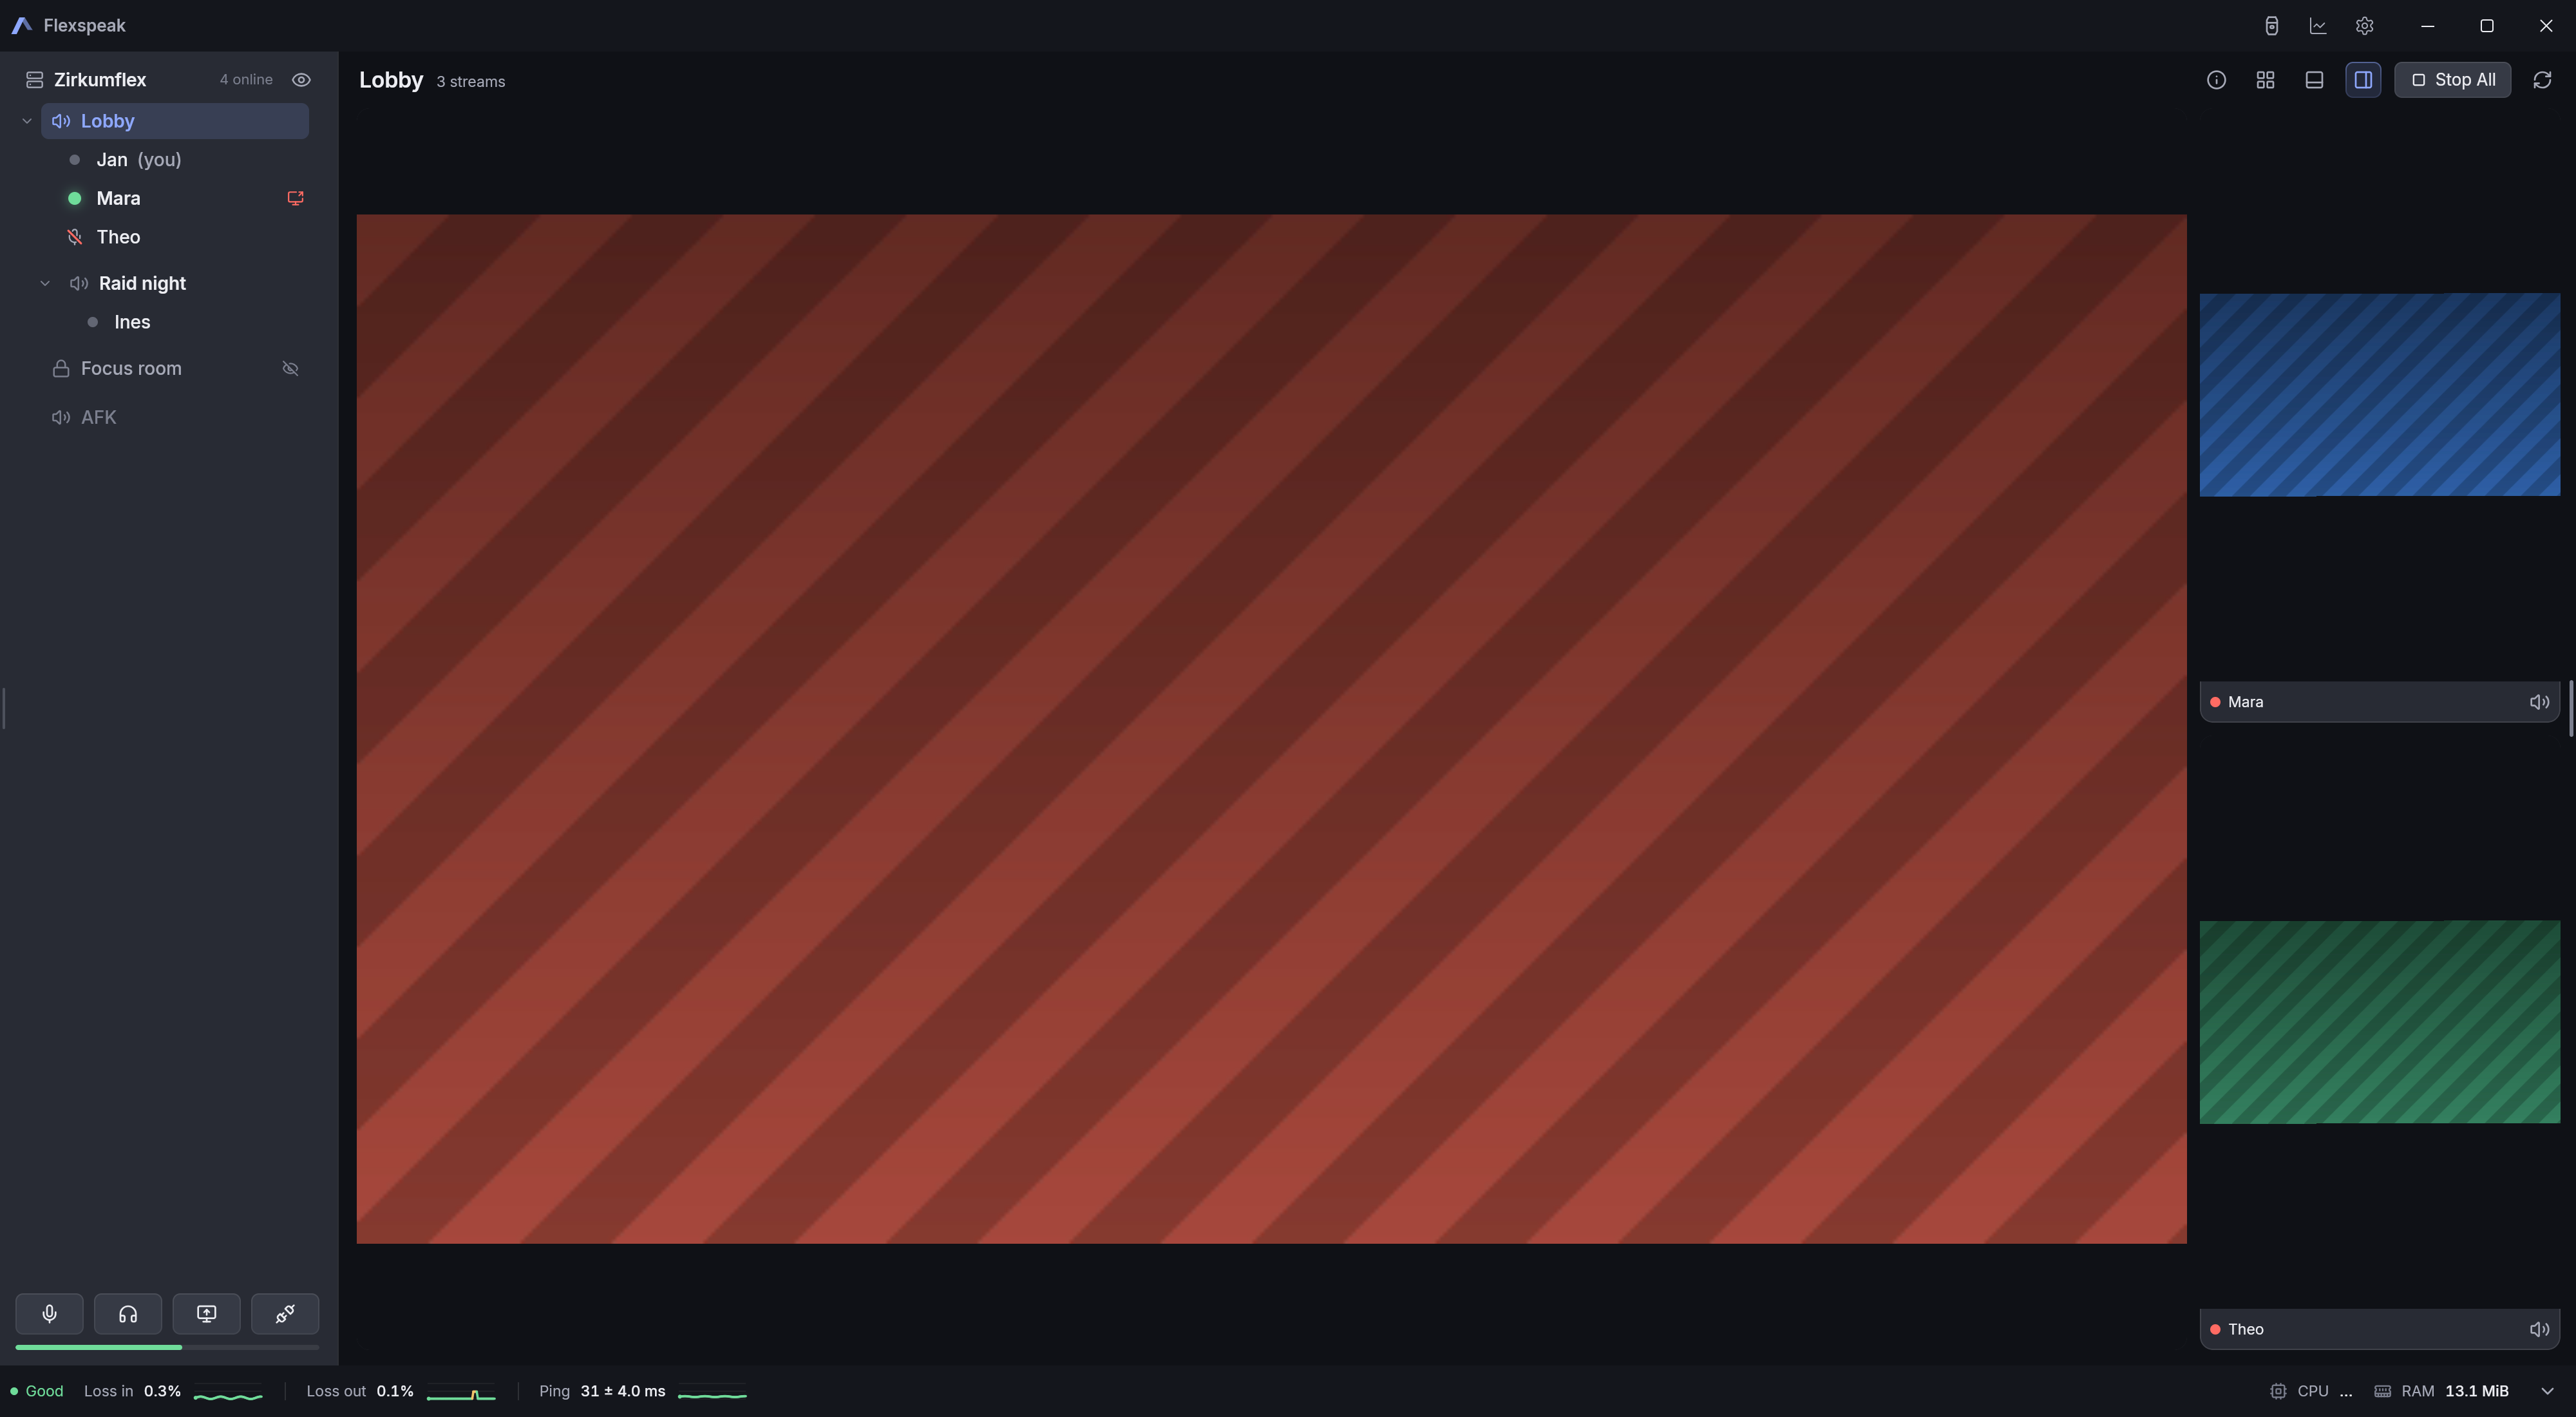 Flexspeak
Zirkumflex 4 online
Lobby
Jan (you)
Mara
Theo
Raid night
Ines
Focus room
AFK
Lobby 3 streams
Stop All
Mara
Theo
Good Loss in 0.3% Loss out 0.1% Ping 31 ± 4.0 ms
CPU ... RAM 13.1 MiB